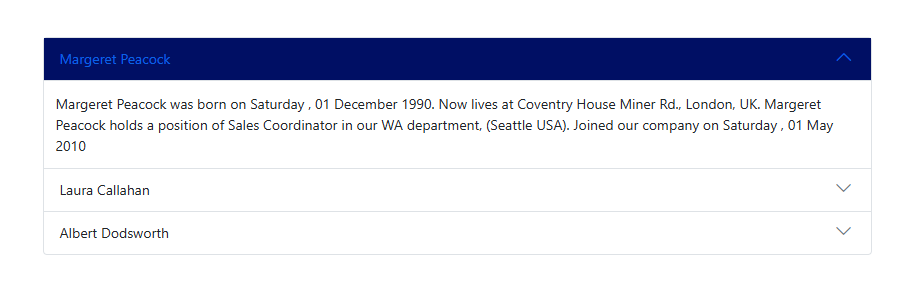 Margeret Peacock
Margeret Peacock was born on Saturday , 01 December 1990. Now lives at Coventry House Miner Rd., London, UK. Margeret
Peacock holds a position of Sales Coordinator in our WA department, (Seattle USA). Joined our company on Saturday , 01 May
2010
Laura Callahan
Albert Dodsworth